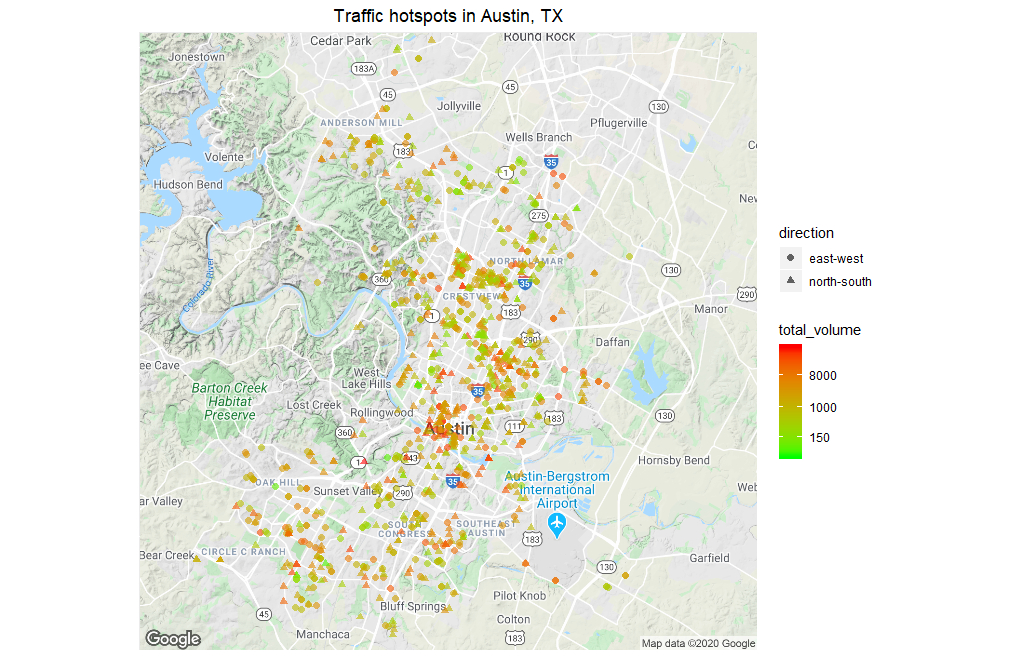 Traffic hotspots in Austin, TX
Cedar Park
Round Rock
Jonestown
183A
45
45
130
Jollyville
ANDERSON MILL
Pflugerville
Wells Branch
183
35
Volente
1
Hudson Bend
275
NORTH LAMAR
130
Colorado River
360
35
CRESTVIEW
290
1
183
Manor
290
Daffan
ee Cave
West
Lake Hills
Barton Creek
Habitat
Preserve
35
Lost Creek
Rollingwood
183
130
360
Austin
111
343
1
Hornsby Bend
OAK HILL
Austin-Bergstrom
International
Airport
35
Sunset Valley
290
Web
ar Valley
SOUTH
CONGRESS
SOUTHEAST
AUSTIN
183
Bear Creek
CIRCLE C RANCH
Garfield
130
Pilot Knob
Bluff Springs
45
Colton
Manchaca
183
Google
Map data ©2020 Google
direction
east-west
north-south
total_volume
8000
1000
150